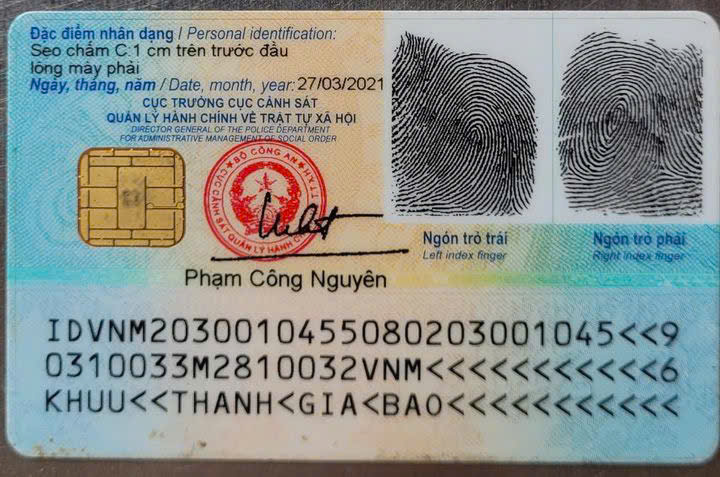 Đặc điểm nhân dạng / Personal identification:
Sẹo chấm C:1 cm trên trước đầu
lông mày phải
Ngày, tháng, năm / Date, month, year: 27/03/2021
CỤC TRƯỞNG CỤC CẢNH SÁT
QUẢN LÝ HÀNH CHÍNH VỀ TRẬT TỰ XÃ HỘI
DIRECTOR GENERAL OF THE POLICE DEPARTMENT
FOR ADMINISTRATIVE MANAGEMENT OF SOCIAL ORDER
BỘ CÔNG AN
CỤC CẢNH SÁT QUẢN LÝ HÀNH
Phạm Công Nguyên
Ngón trỏ trái
Left index finger
Ngón trỏ phải
Right index finger
IDVNM2030010455080203001045<<9
0310033M2810032VNM<<<<<<<<<<<6
KHUU<<THANH<GIA<BAO<<<<<<<<<<<